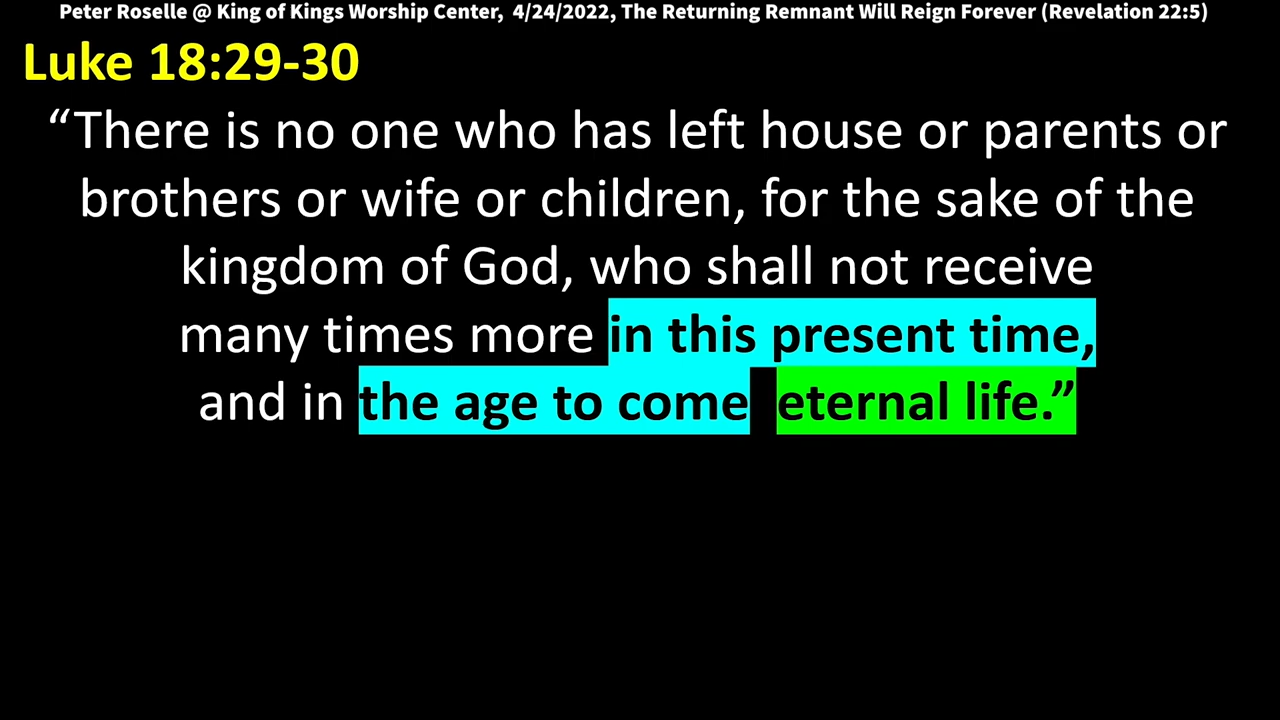 Peter Roselle @ King of Kings Worship Center,  4/24/2022, The Returning Remnant Will Reign Forever (Revelation 22:5)
Luke 18:29-30
“There is no one who has left house or parents or
brothers or wife or children, for the sake of the
kingdom of God, who shall not receive
many times more in this present time,
and in the age to come  eternal life.”